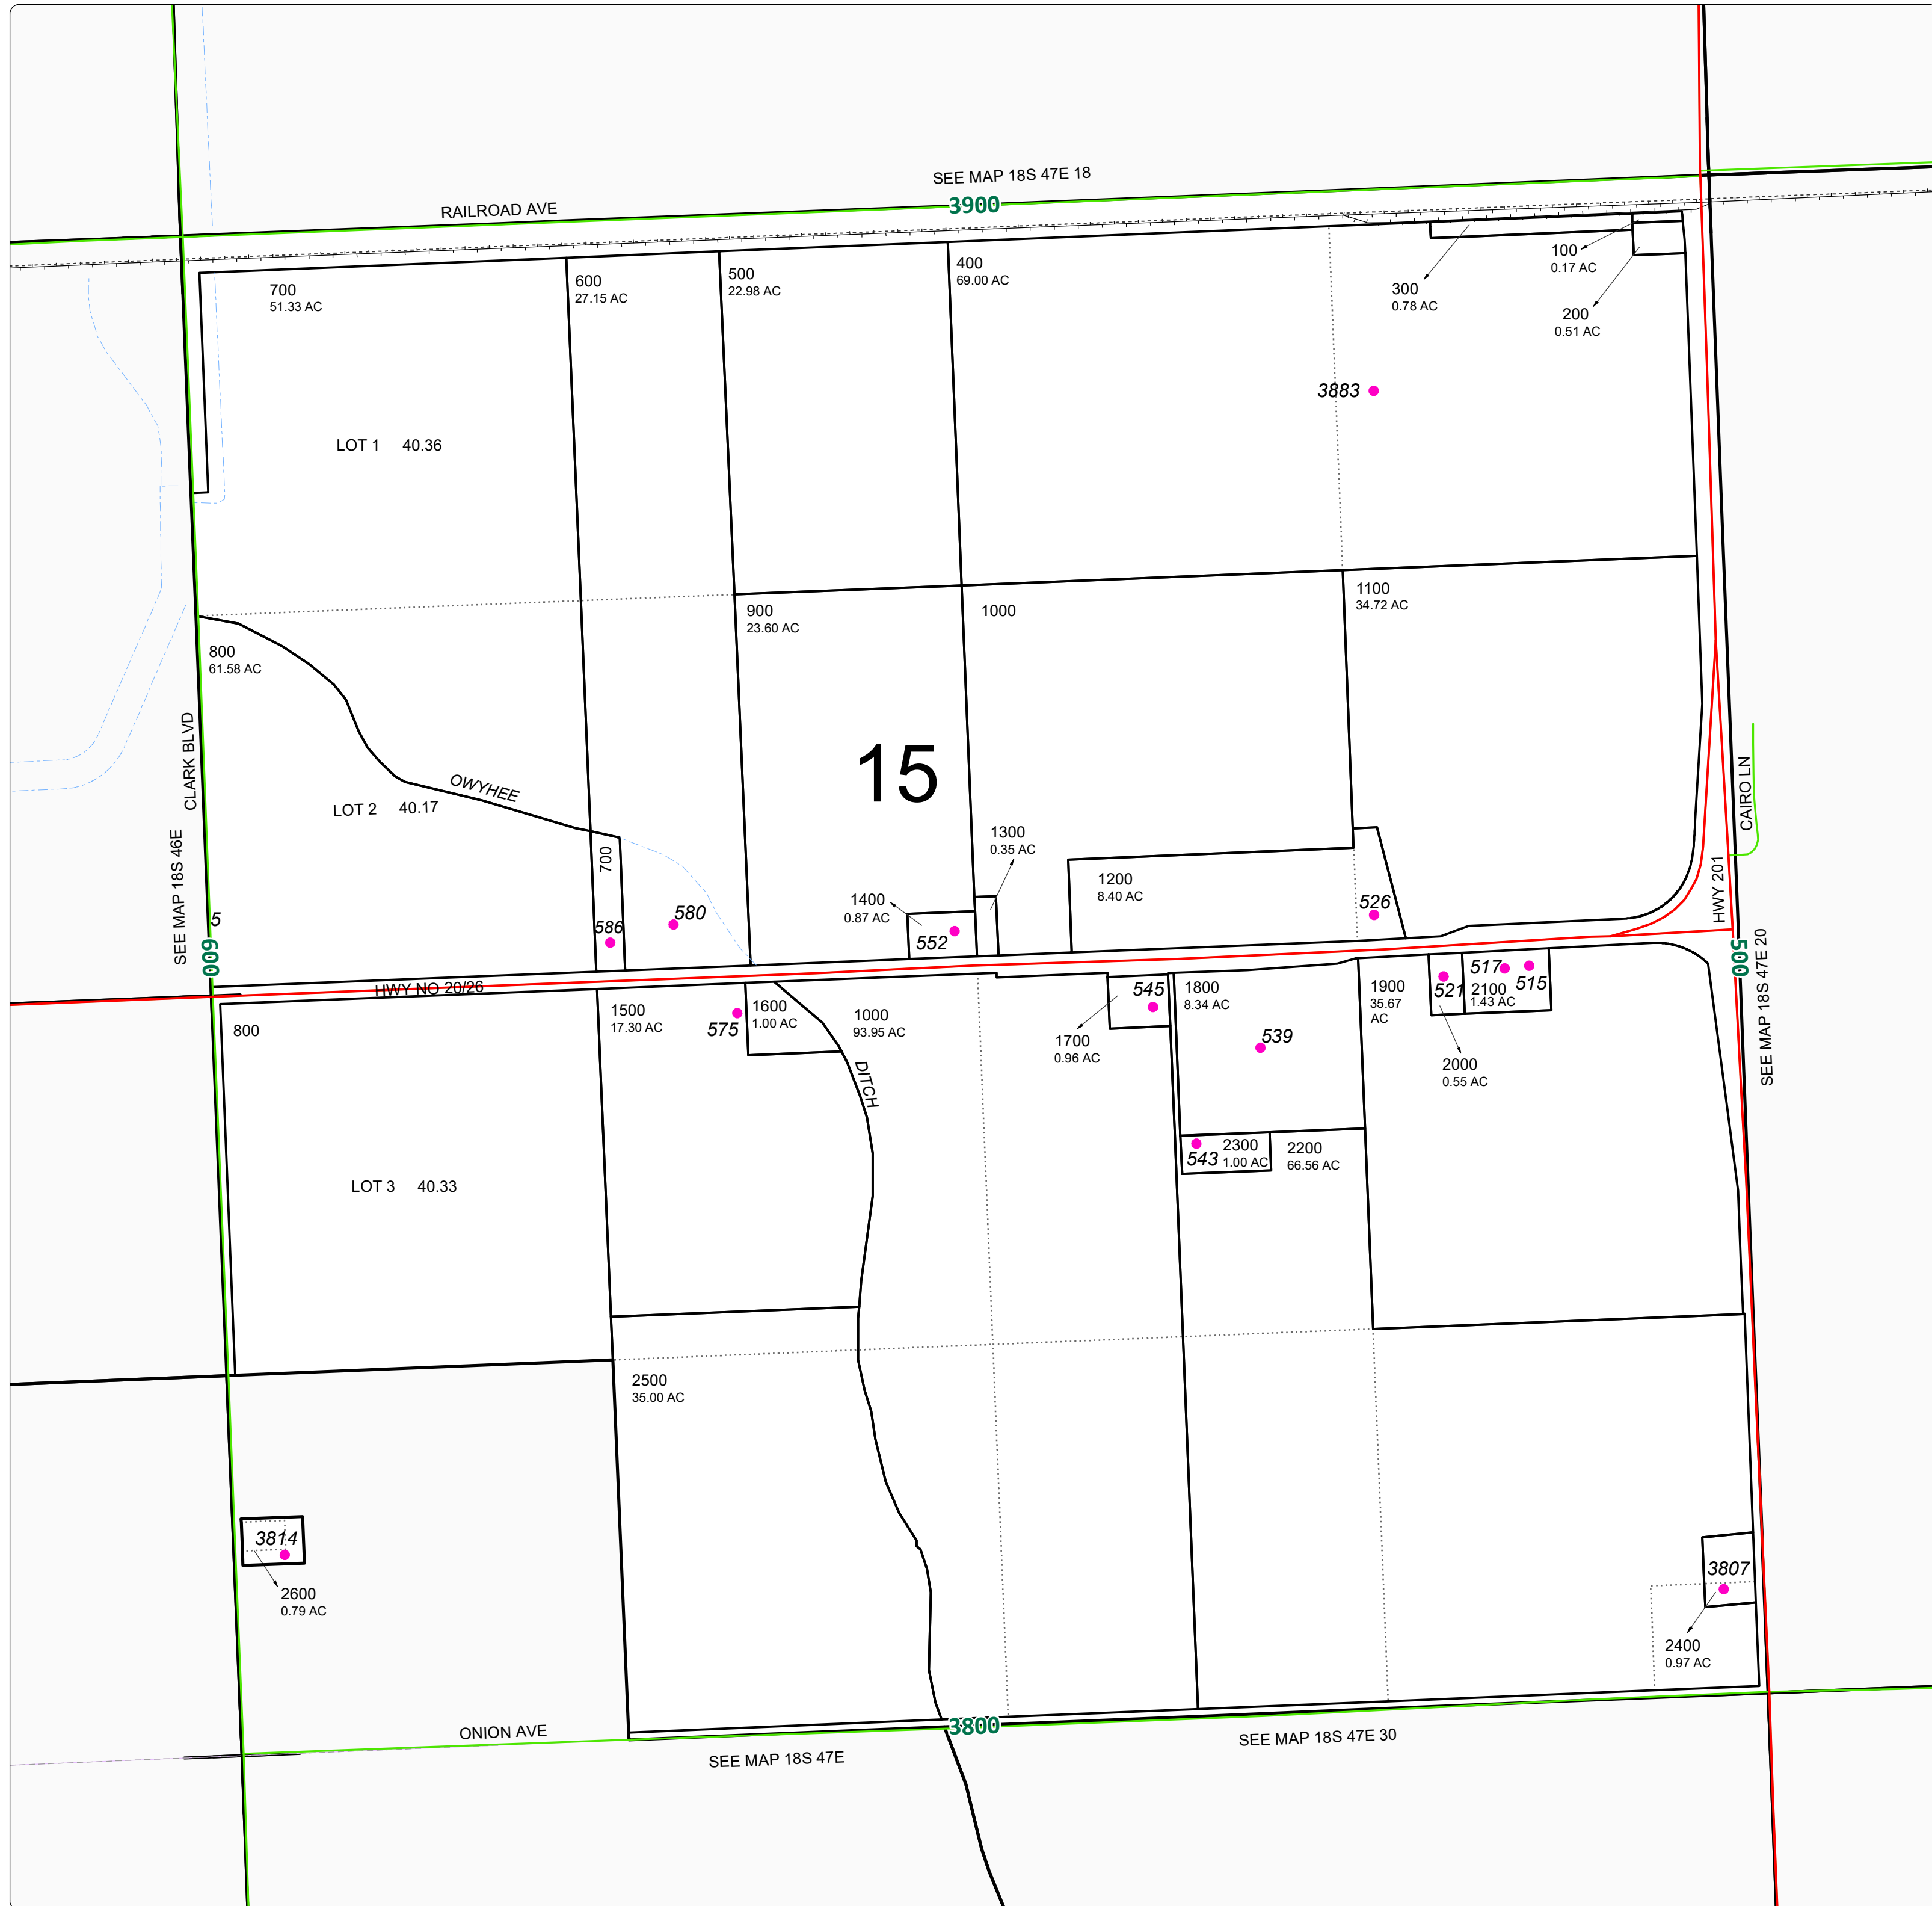 SEE MAP 18S 47E 18
RAILROAD AVE
3900
700
51.33 AC
600
27.15 AC
500
22.98 AC
400
69.00 AC
100
0.17 AC
300
0.78 AC
200
0.51 AC
3883
LOT 1 40.36
900
23.60 AC
1000
1100
34.72 AC
800
61.58 AC
15
CLARK BLVD
OWYHEE
LOT 2 40.17
CAIRO LN
SEE MAP 18S 46E
700
1300
0.35 AC
1200
8.40 AC
HWY 201
1400
0.87 AC
526
5
586
580
552
600
500
SEE MAP 18S 47E 20
HWY NO 20/26
517
515
521
2100
1.43 AC
545
1800
8.34 AC
1900
35.67
AC
800
1500
17.30 AC
575
1600
1.00 AC
1000
93.95 AC
1700
0.96 AC
539
2000
0.55 AC
DITCH
543
2300
1.00 AC
2200
66.56 AC
LOT 3 40.33
2500
35.00 AC
3814
2600
0.79 AC
3807
2400
0.97 AC
ONION AVE
3800
SEE MAP 18S 47E
SEE MAP 18S 47E 30